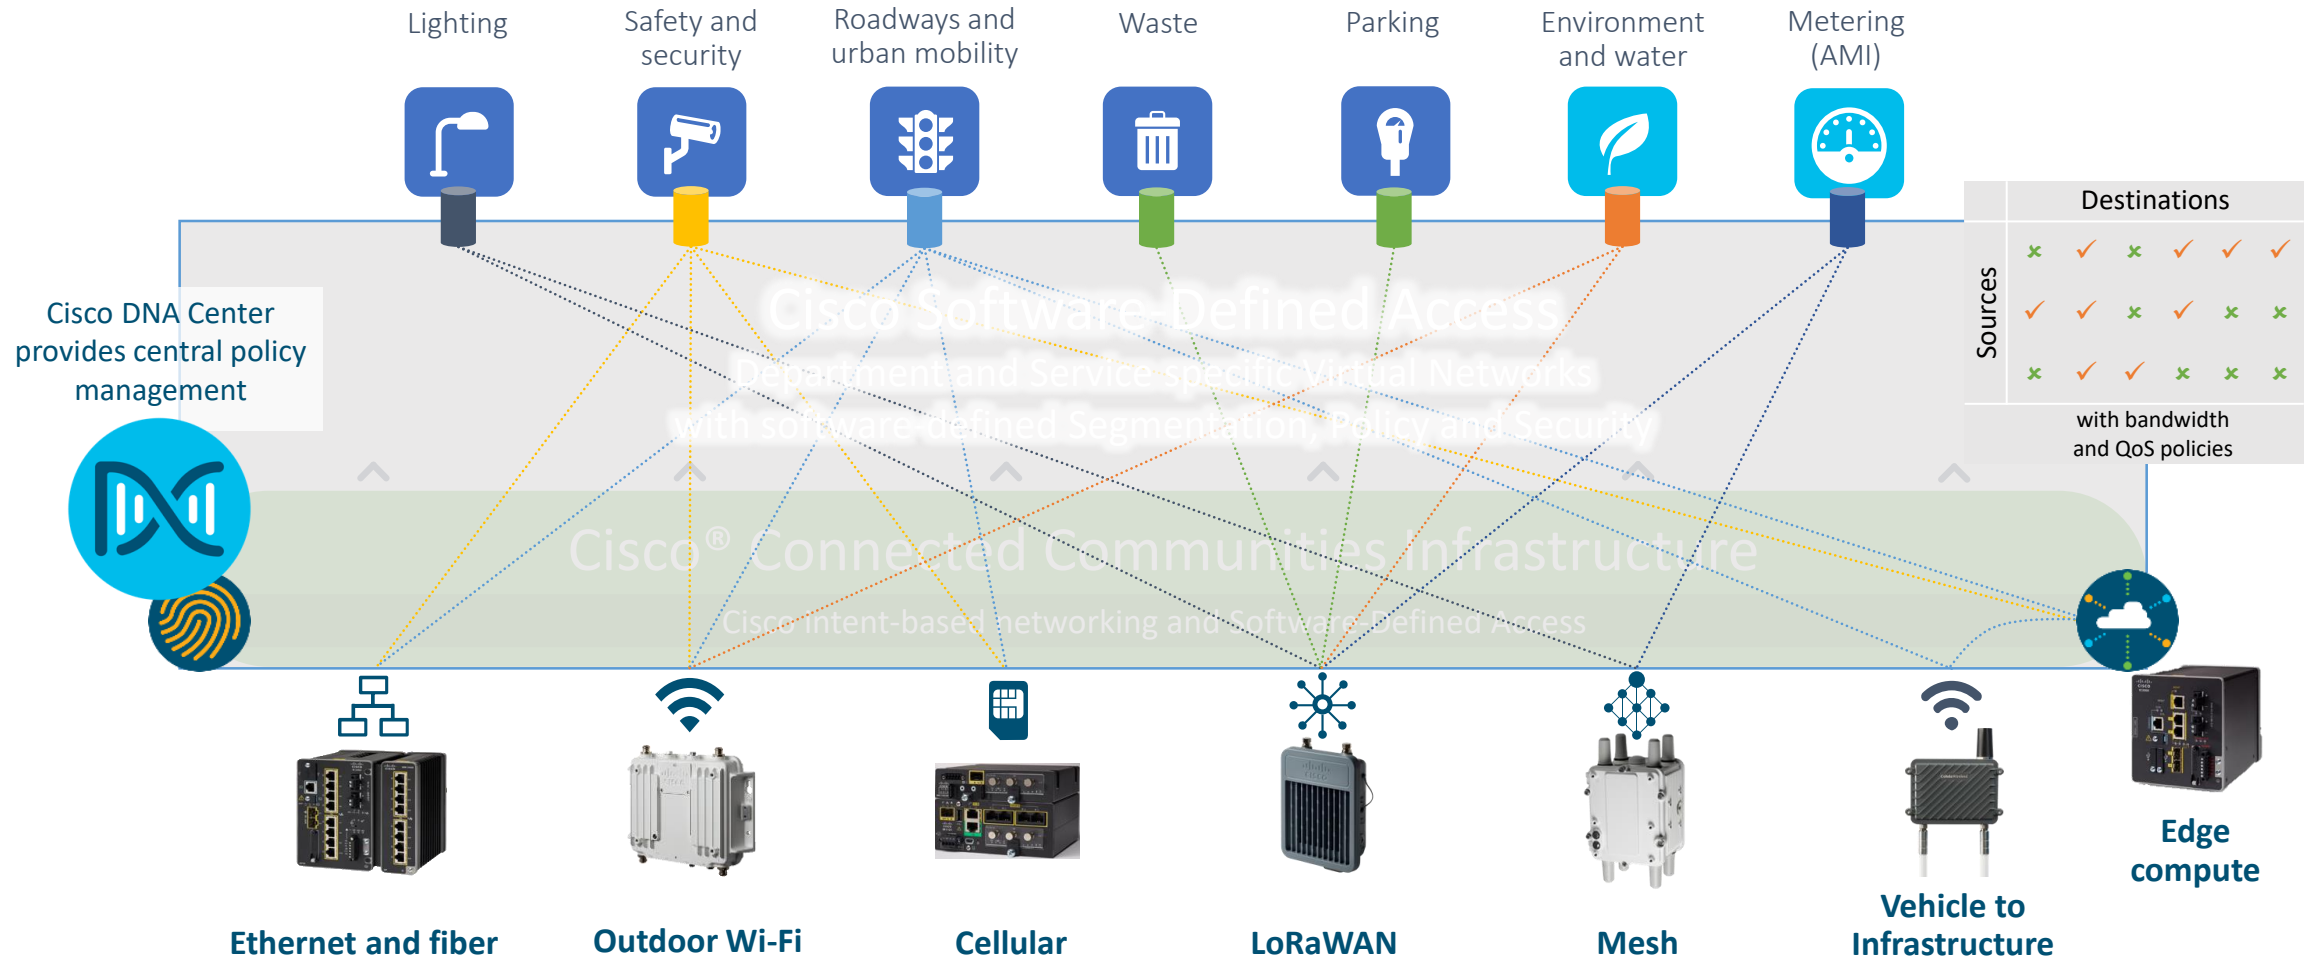 Lighting
Safety and
security
Roadways and
urban mobility
Waste
Parking
Environment
and water
Metering
(AMI)
Destinations
Sources
with bandwidth
and QoS policies
Cisco DNA Center
provides central policy
management
Cisco Software-Defined Access
Department and Service specific Virtual Networks
with software-defined Segmentation, Policy and Security
Cisco® Connected Communities Infrastructure
Cisco Intent-based networking and Software-Defined Access
Ethernet and fiber
Outdoor Wi-Fi
Cellular
LoRaWAN
Mesh
Vehicle to
Infrastructure
Edge
compute